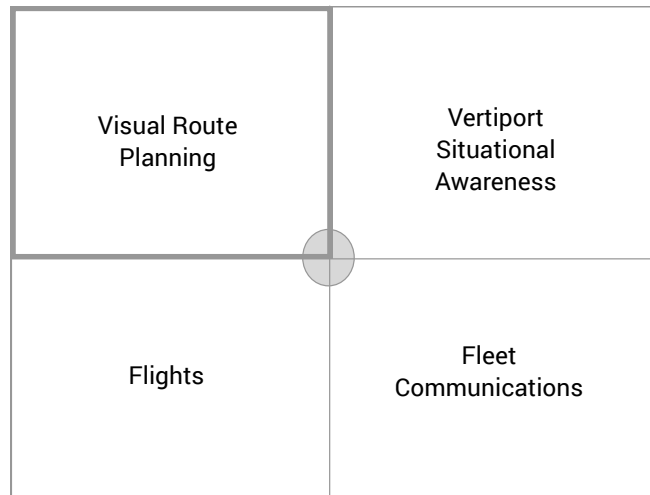 Visual Route
Planning
Vertiport
Situational
Awareness
Flights
Fleet
Communications